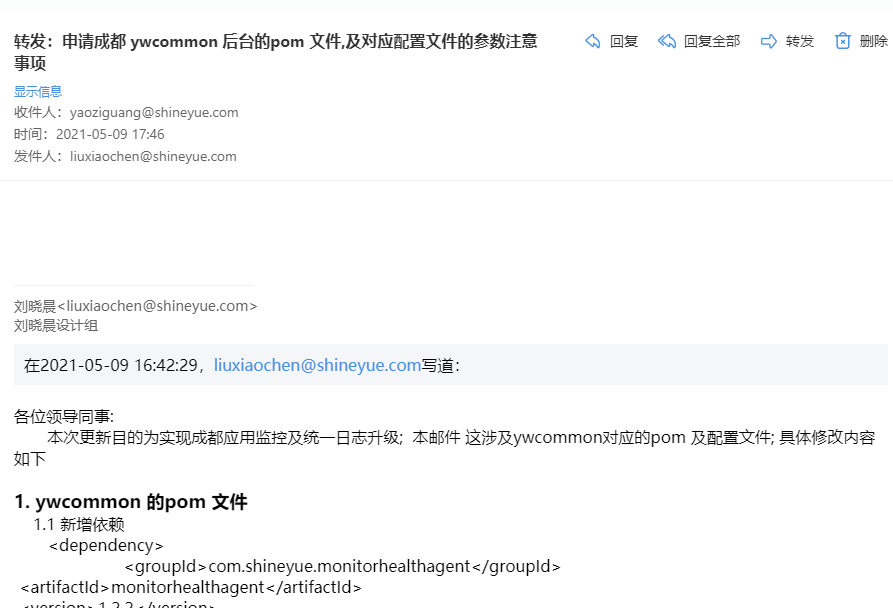 转发：申请成都 ywcommon 后台的pom 文件,及对应配置文件的参数注意
事项
回复 回复全部 转发 删除
显示信息
收件人：yaoziguang@shineyue.com
时间：2021-05-09 17:46
发件人：liuxiaochen@shineyue.com
刘晓晨<liuxiaochen@shineyue.com>
刘晓晨设计组
在2021-05-09 16:42:29，liuxiaochen@shineyue.com写道：
各位领导同事:
本次更新目的为实现成都应用监控及统一日志升级; 本邮件 这涉及ywcommon对应的pom 及配置文件; 具体修改内容
如下
1. ywcommon 的pom 文件
1.1 新增依赖
<dependency>
<groupId>com.shineyue.monitorhealthagent</groupId>
<artifactId>monitorhealthagent</artifactId>
<version>1.2.2</version>